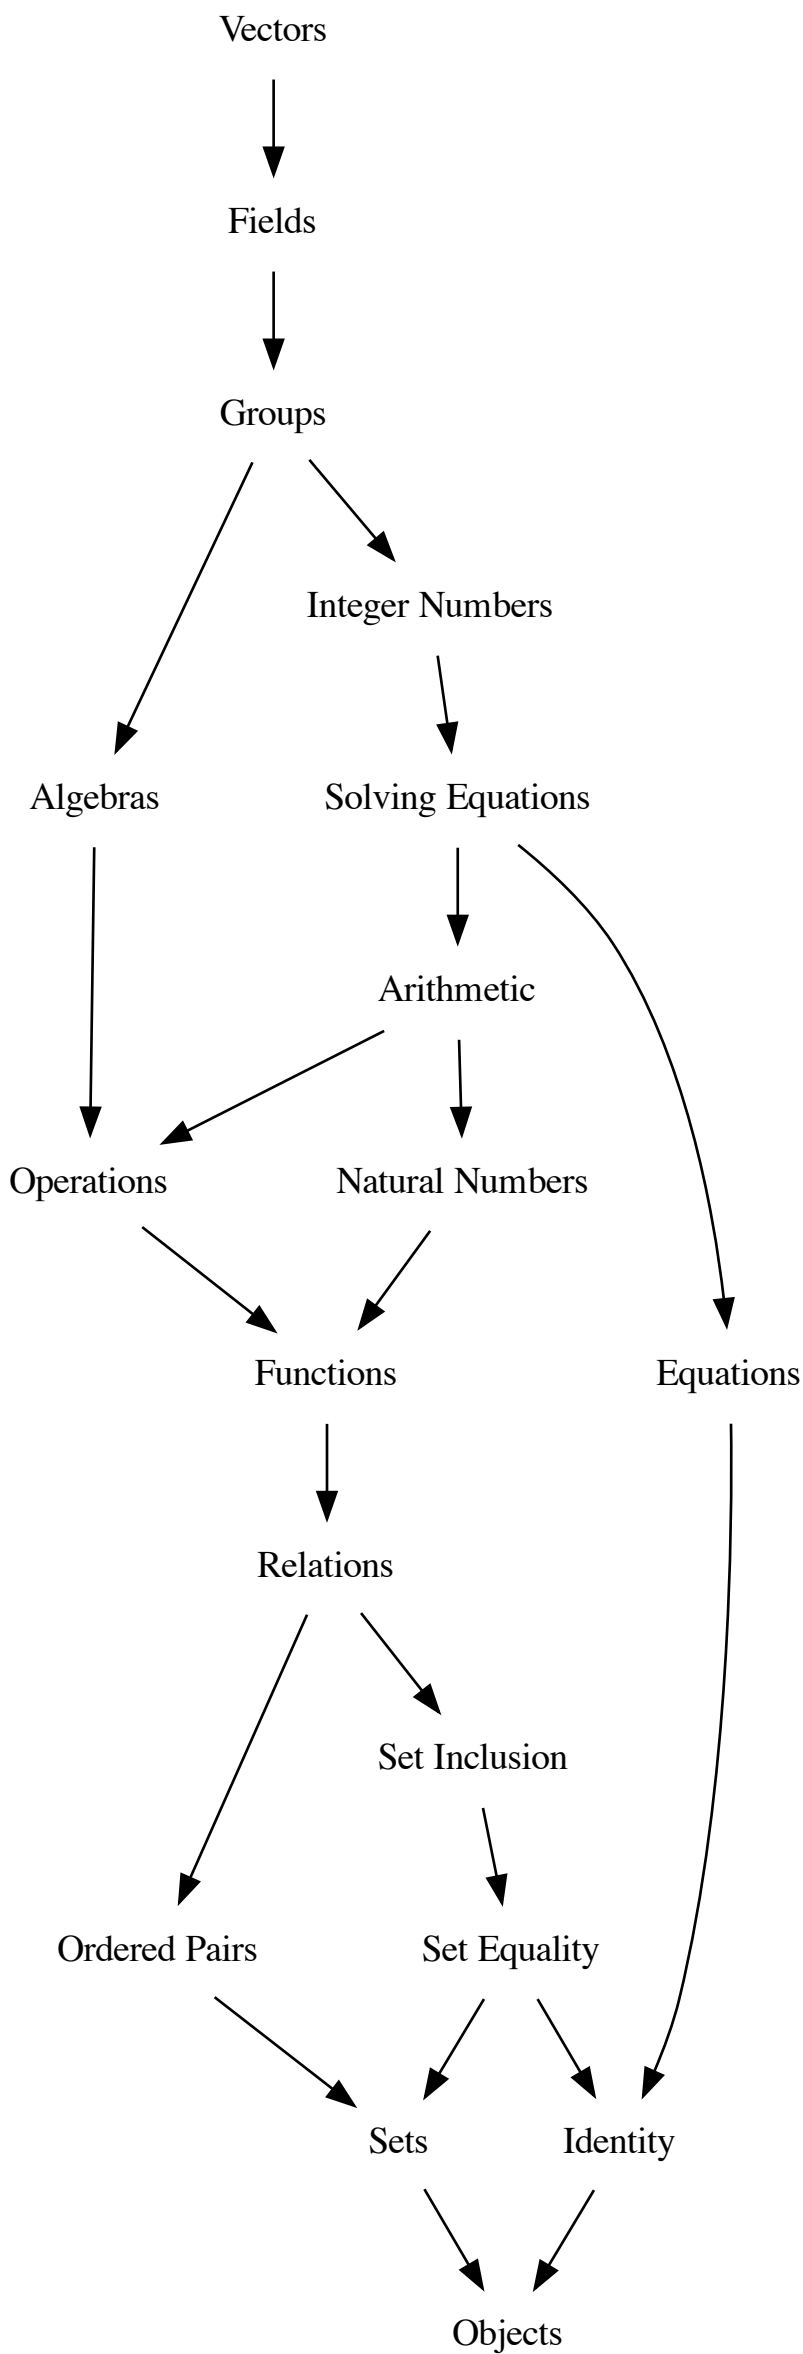 Vectors
Fields
Groups
Integer Numbers
Algebras
Solving Equations
Arithmetic
Operations
Natural Numbers
Functions
Equations
Relations
Set Inclusion
Ordered Pairs
Set Equality
Sets
Identity
Objects